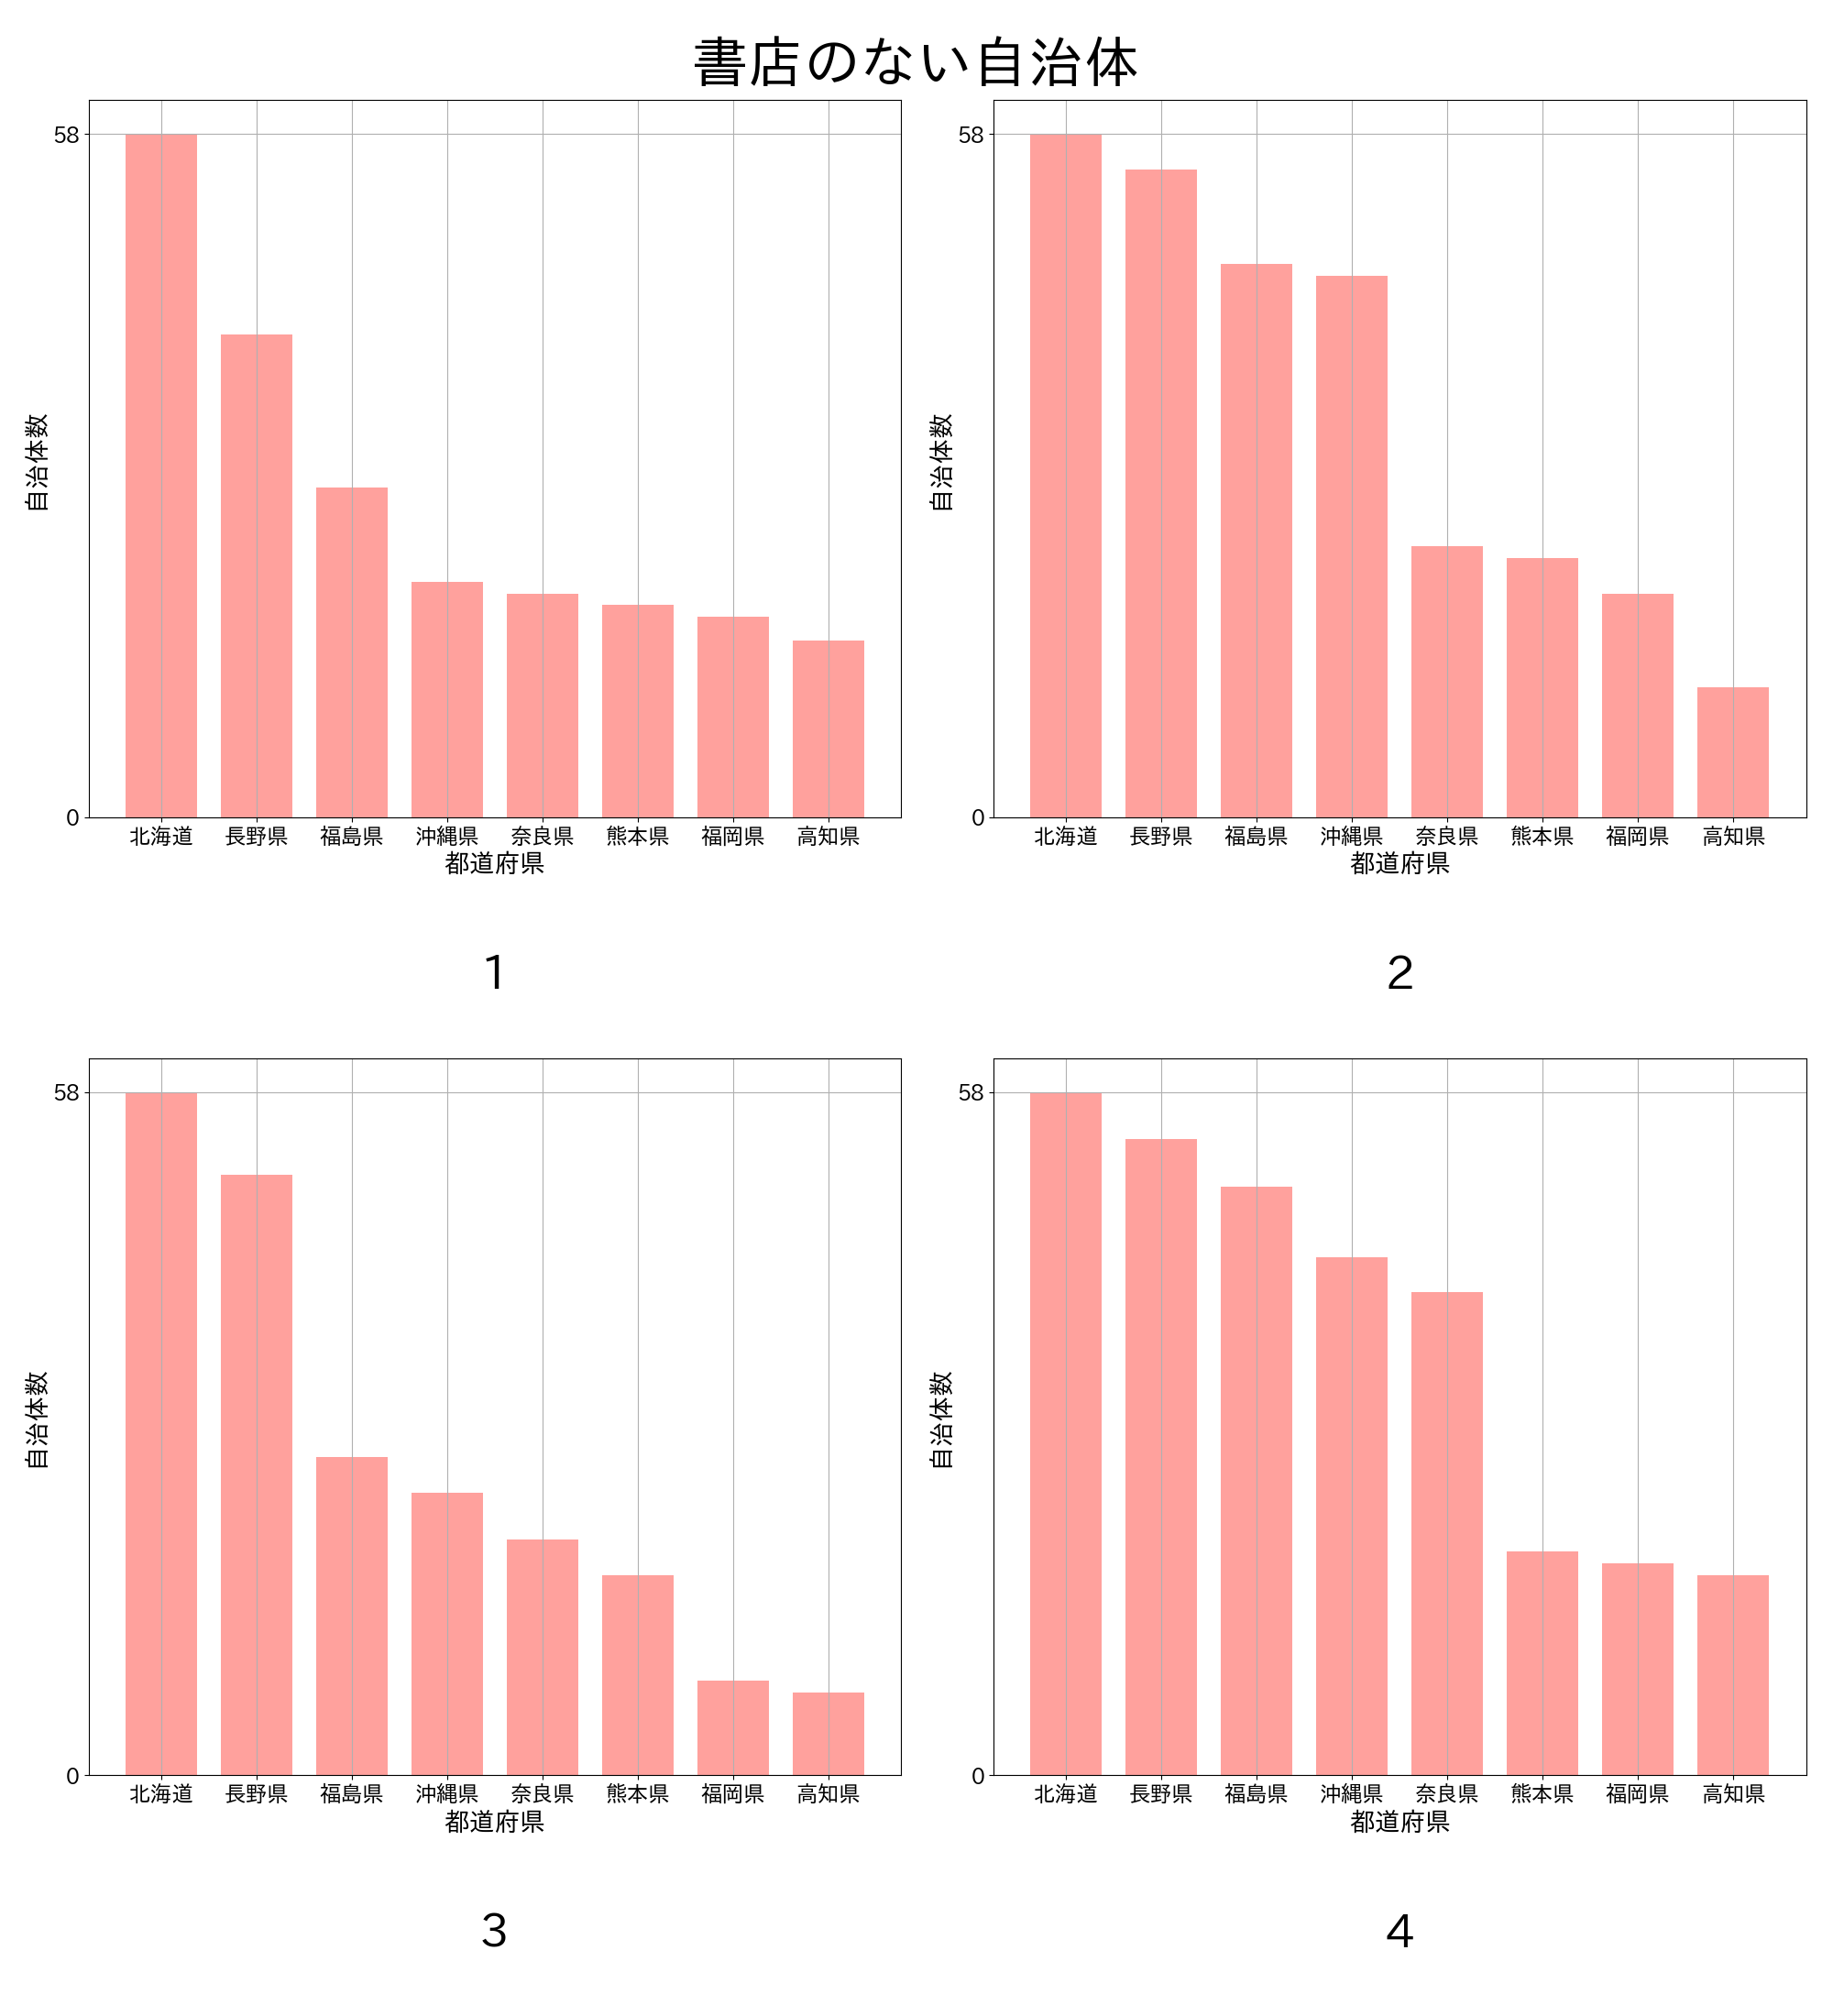 書店のない自治体
58
0
自治体数
北海道 長野県 福島県 沖縄県 奈良県 熊本県 福岡県 高知県
都道府県
1
58
0
自治体数
北海道 長野県 福島県 沖縄県 奈良県 熊本県 福岡県 高知県
都道府県
2
58
0
自治体数
北海道 長野県 福島県 沖縄県 奈良県 熊本県 福岡県 高知県
都道府県
3
58
0
自治体数
北海道 長野県 福島県 沖縄県 奈良県 熊本県 福岡県 高知県
都道府県
4